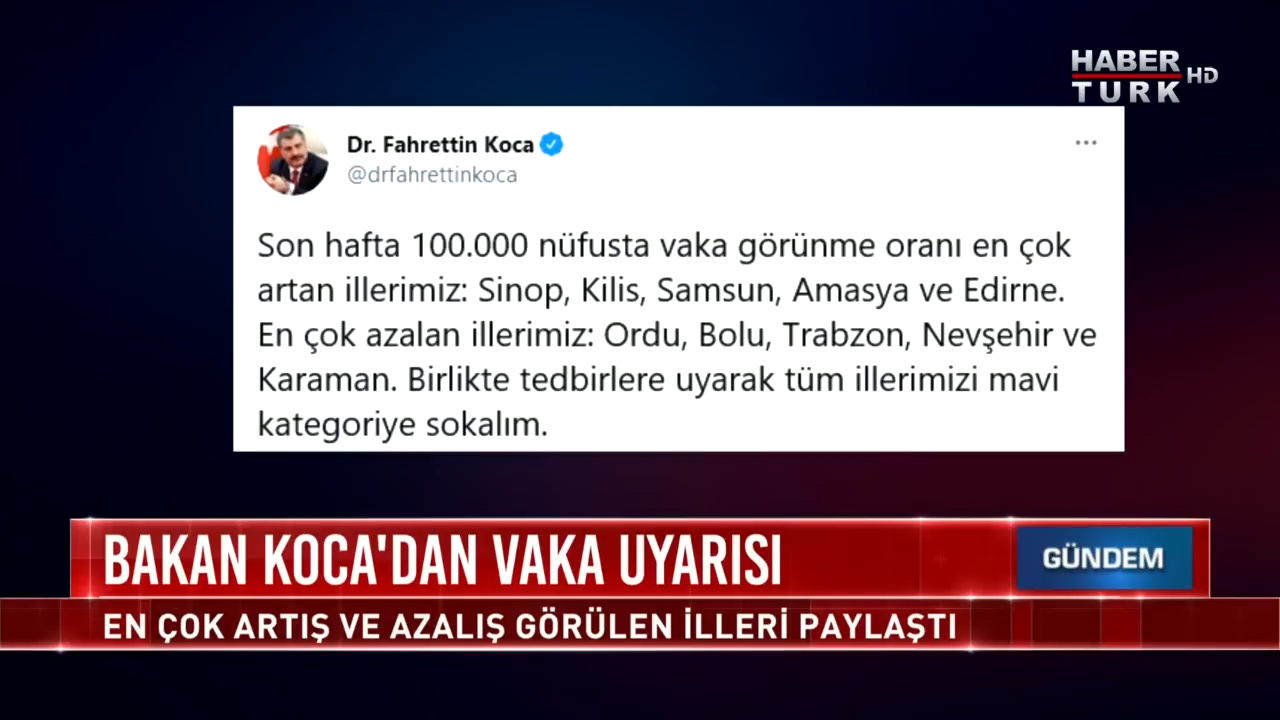 HABER
TURK HD
Dr. Fahrettin Koca
@drfahrettinkoca
Son hafta 100.000 nüfusta vaka görünme oranı en çok
artan illerimiz: Sinop, Kilis, Samsun, Amasya ve Edirne.
En çok azalan illerimiz: Ordu, Bolu, Trabzon, Nevşehir ve
Karaman. Birlikte tedbirlere uyarak tüm illerimizi mavi
kategoriye sokalım.
BAKAN KOCA'DAN VAKA UYARISI
GÜNDEM
EN ÇOK ARTIŞ VE AZALIŞ GÖRÜLEN İLLERİ PAYLAŞTI